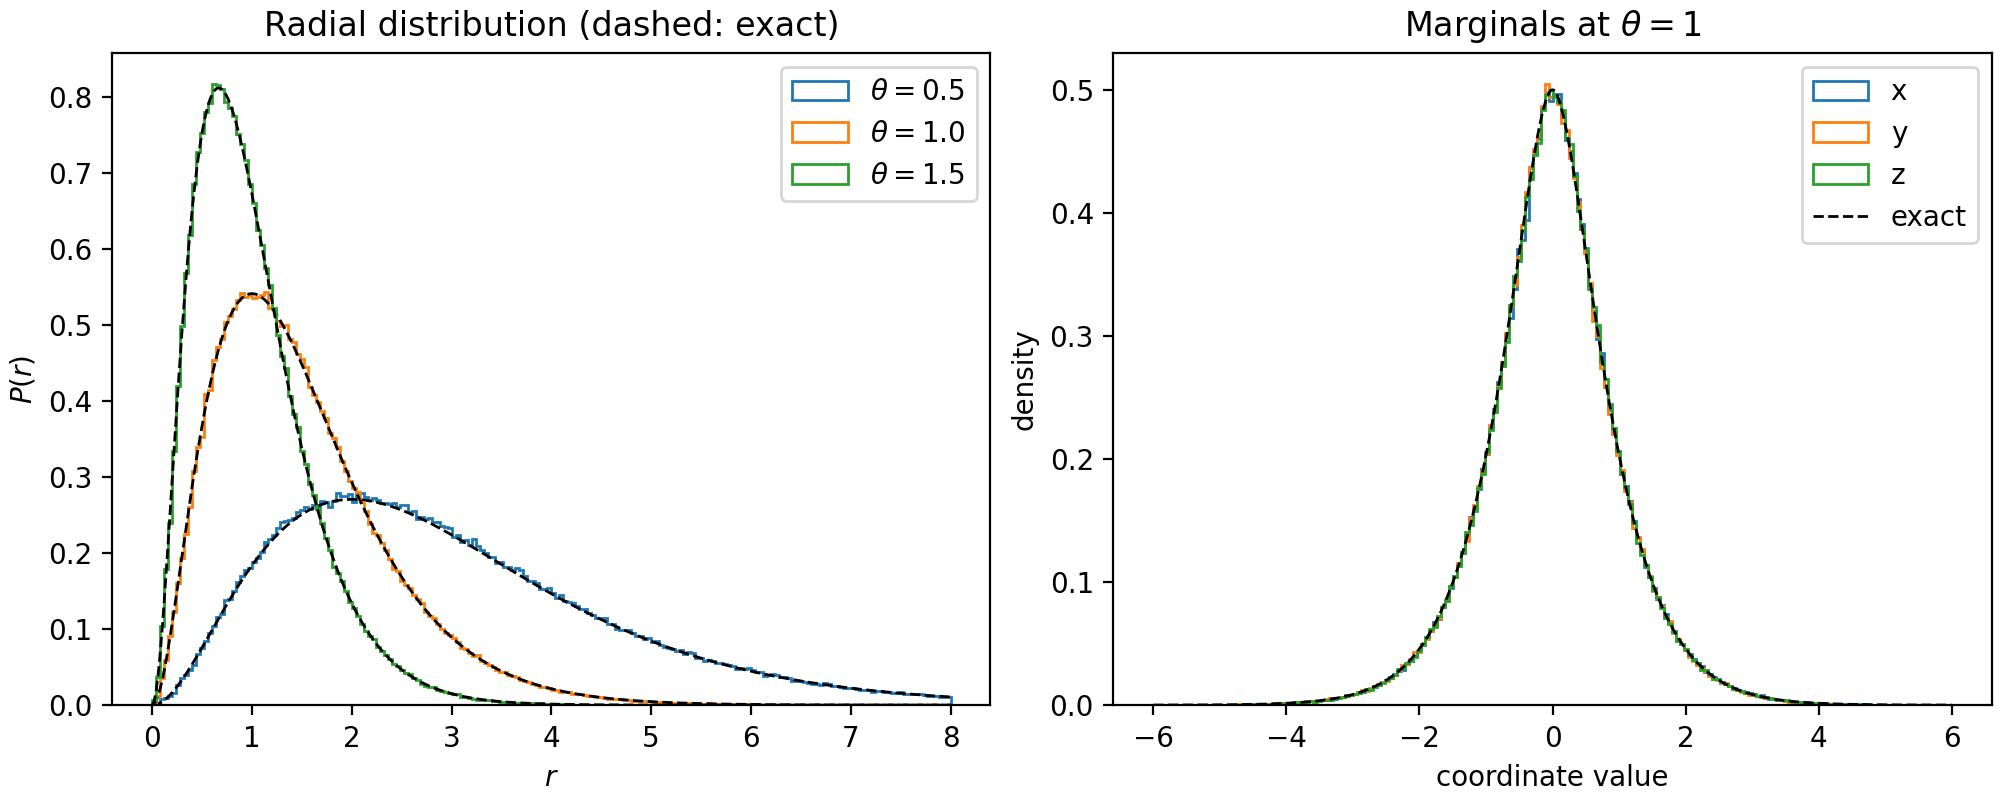 Radial distribution (dashed: exact)
P(r)
0.8
0.7
0.6
0.5
0.4
0.3
0.2
0.1
0.0
θ = 0.5
θ = 1.0
θ = 1.5
0 1 2 3 4 5 6 7 8
r
Marginals at θ = 1
density
0.5
0.4
0.3
0.2
0.1
0.0
x
y
z
exact
−6 −4 −2 0 2 4 6
coordinate value